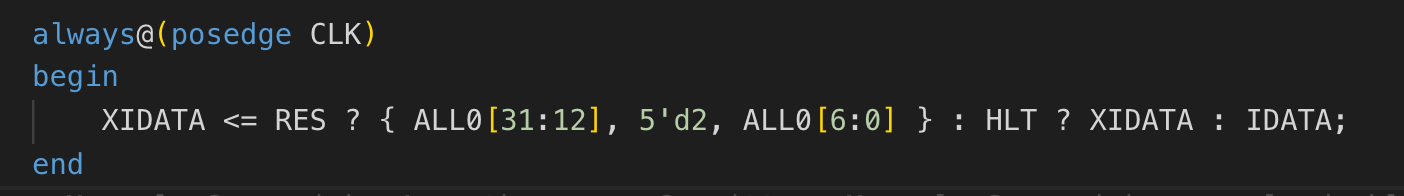 always@(posedge CLK)
begin
XIDATA <= RES ? { ALL0[31:12], 5'd2, ALL0[6:0] } : HLT ? XIDATA : IDATA;
end